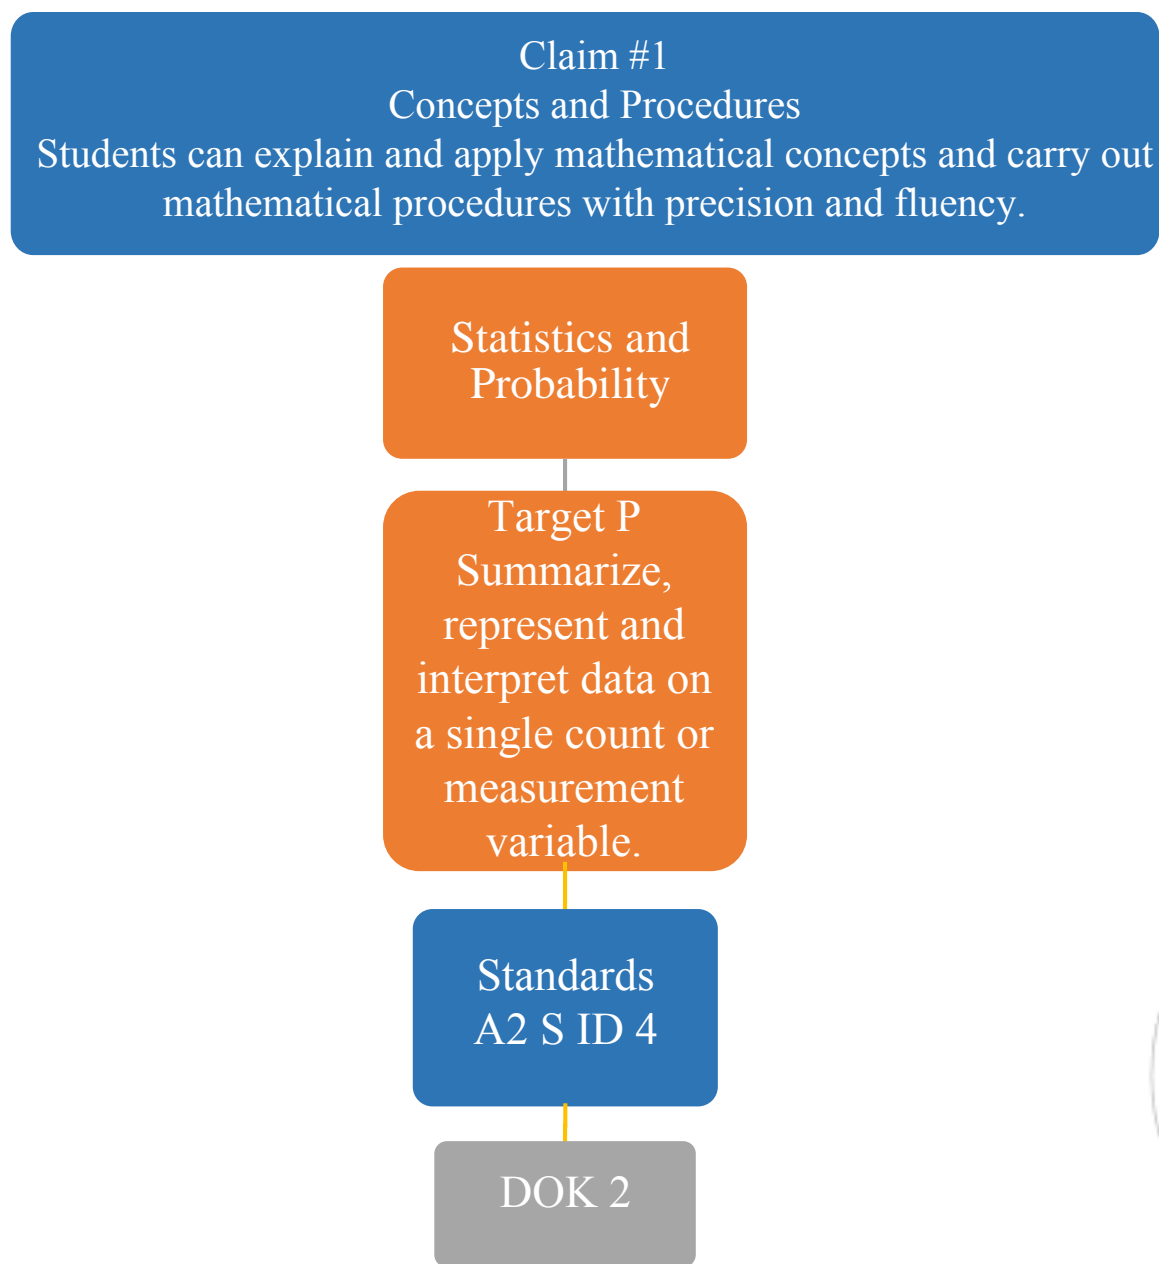 Claim #1
Concepts and Procedures
Students can explain and apply mathematical concepts and carry out
mathematical procedures with precision and fluency.
Statistics and
Probability
Target P
Summarize,
represent and
interpret data on
a single count or
measurement
variable.
Standards
A2 S ID 4
DOK 2